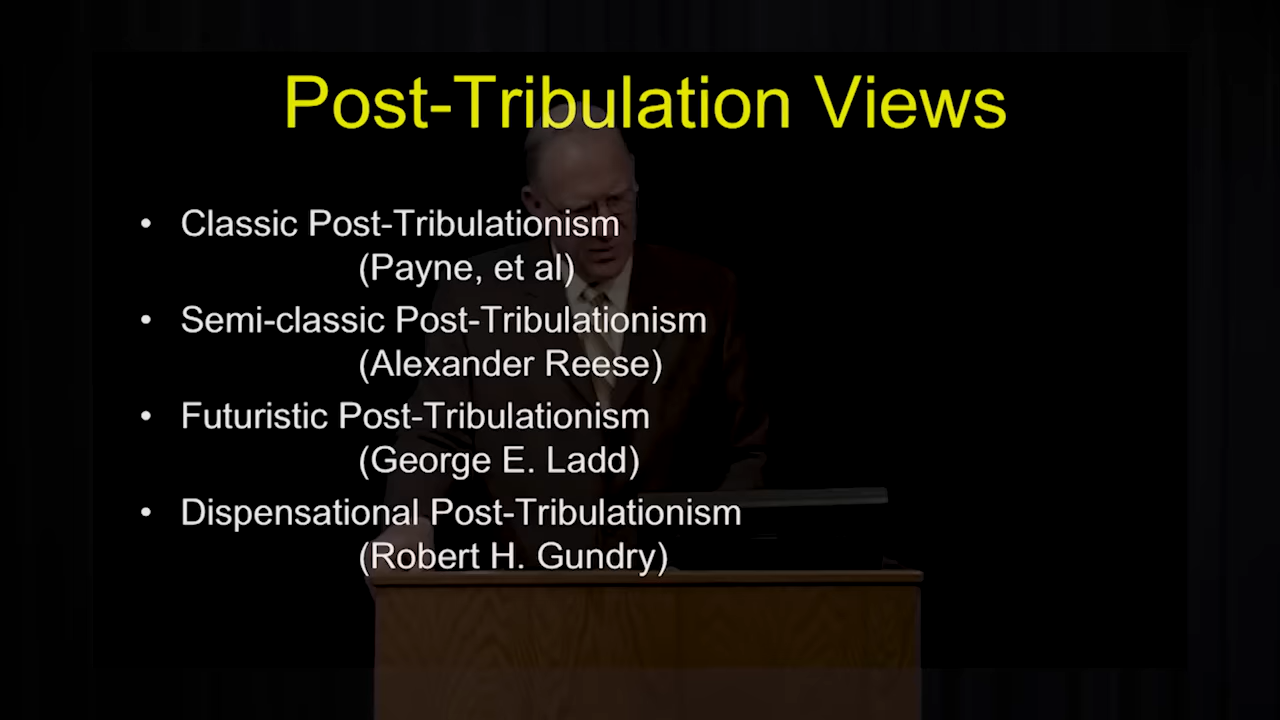 Post-Tribulation Views
• Classic Post-Tribulationism
(Payne, et al)
• Semi-classic Post-Tribulationism
(Alexander Reese)
• Futuristic Post-Tribulationism
(George E. Ladd)
• Dispensational Post-Tribulationism
(Robert H. Gundry)